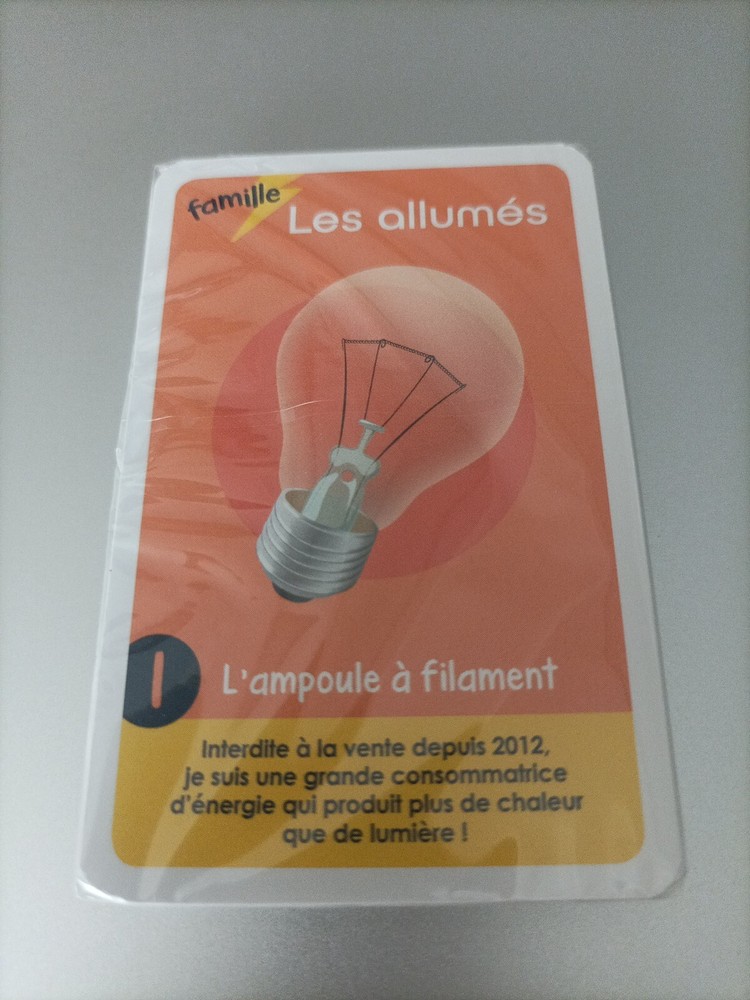 famille
Les allumés
1
L'ampoule à filament
Interdite à la vente depuis 2012,
je suis une grande consommatrice
d'énergie qui produit plus de chaleur
que de lumière !